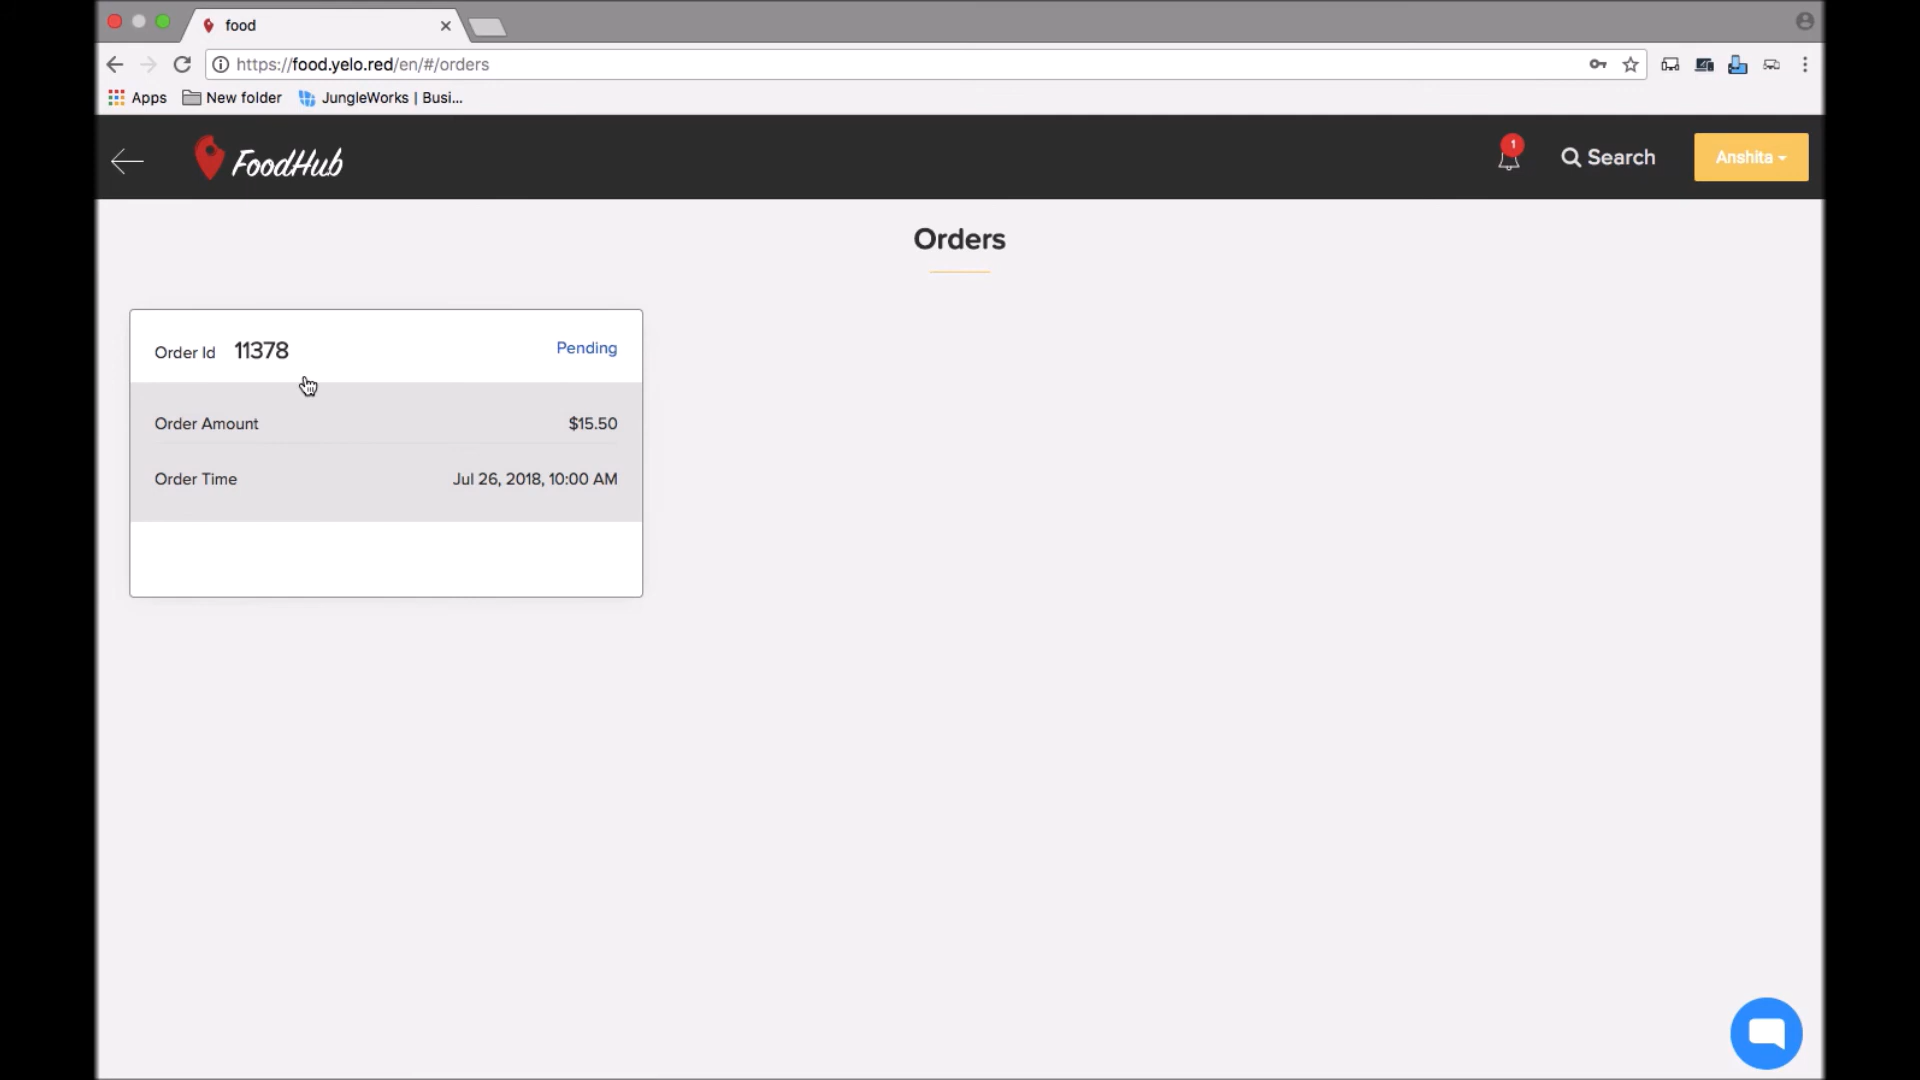 food
https://food.yelo.red/en/#/orders
Apps New folder JungleWorks | Busi...
FoodHub
1
Search
Anshita
Orders
Order Id 11378 Pending
Order Amount $15.50
Order Time Jul 26, 2018, 10:00 AM